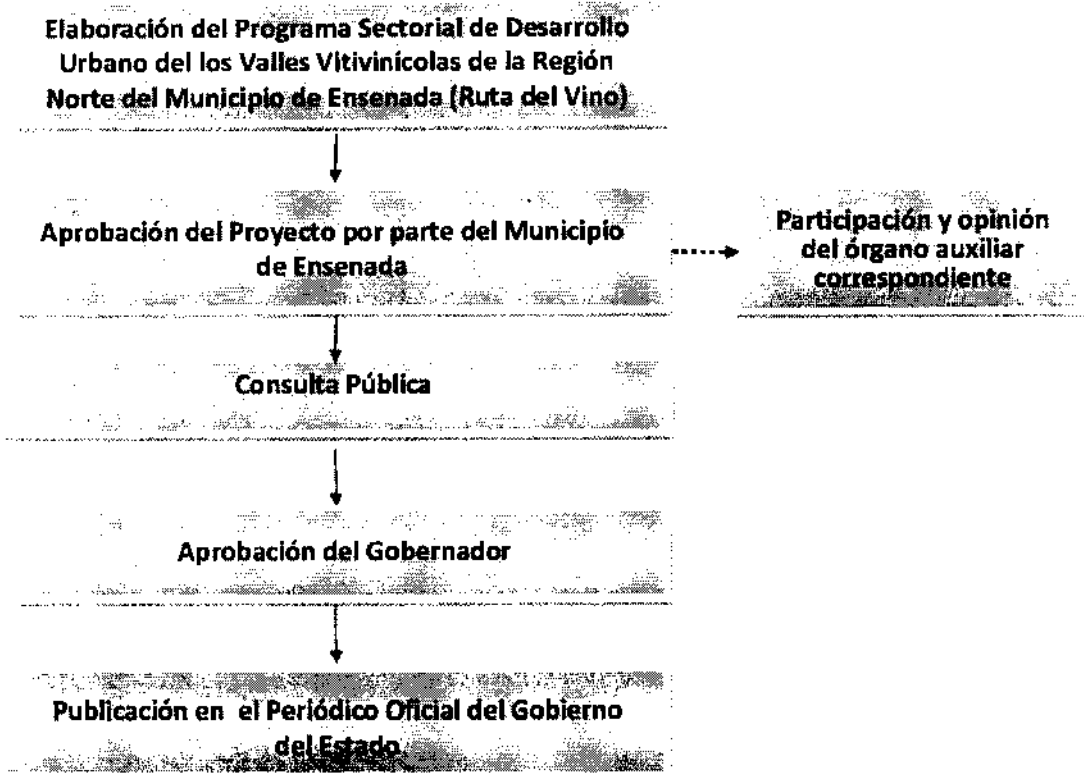 Elaboración del Programa Sectorial de Desarrollo
Urbano del los Valles Vitivinícolas de la Región
Norte del Municipio de Ensenada (Ruta del Vino)
Aprobación del Proyecto por parte del Municipio
de Ensenada
Participación y opinión
del órgano auxiliar
correspondiente
Consulta Pública
Aprobación del Gobernador
Publicación en el Periódico Oficial del Gobierno
del Estado